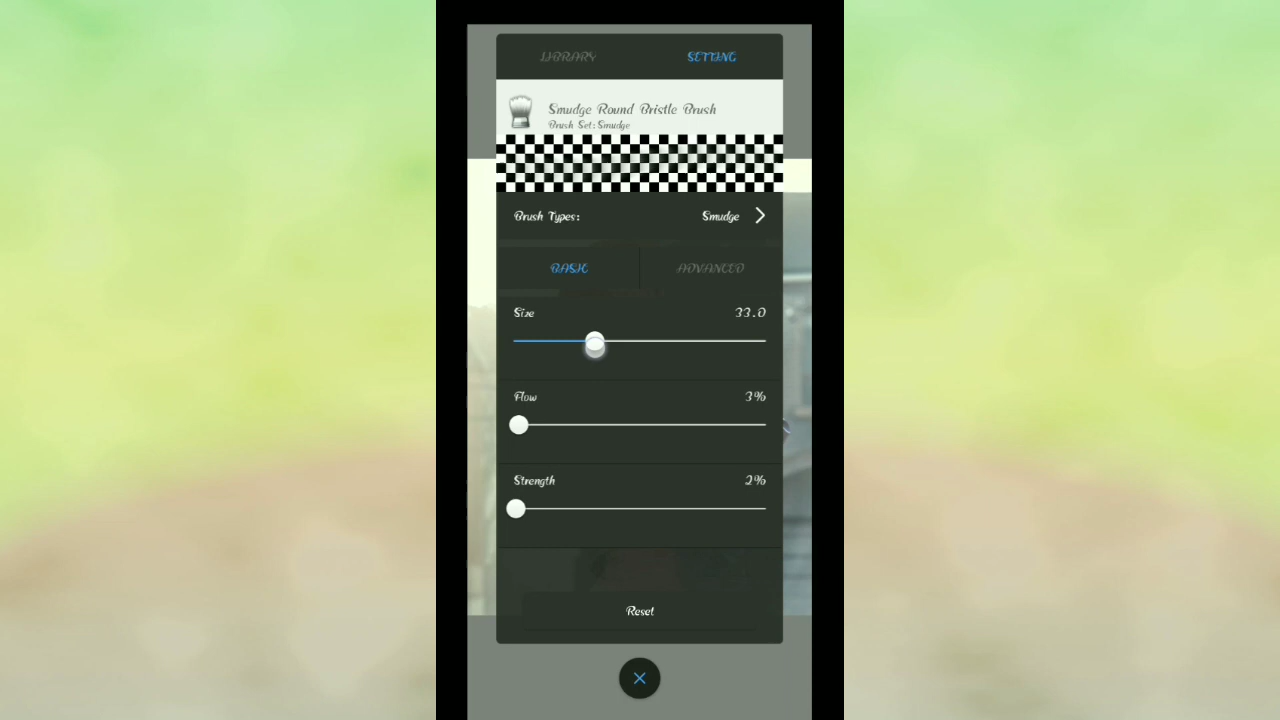 LIBRARY
SETTING
Smudge Round Bristle Brush
Brush Set: Smudge
Brush Types:
Smudge
BASIC
ADVANCED
Size
33.0
Flow
3%
Strength
2%
Reset